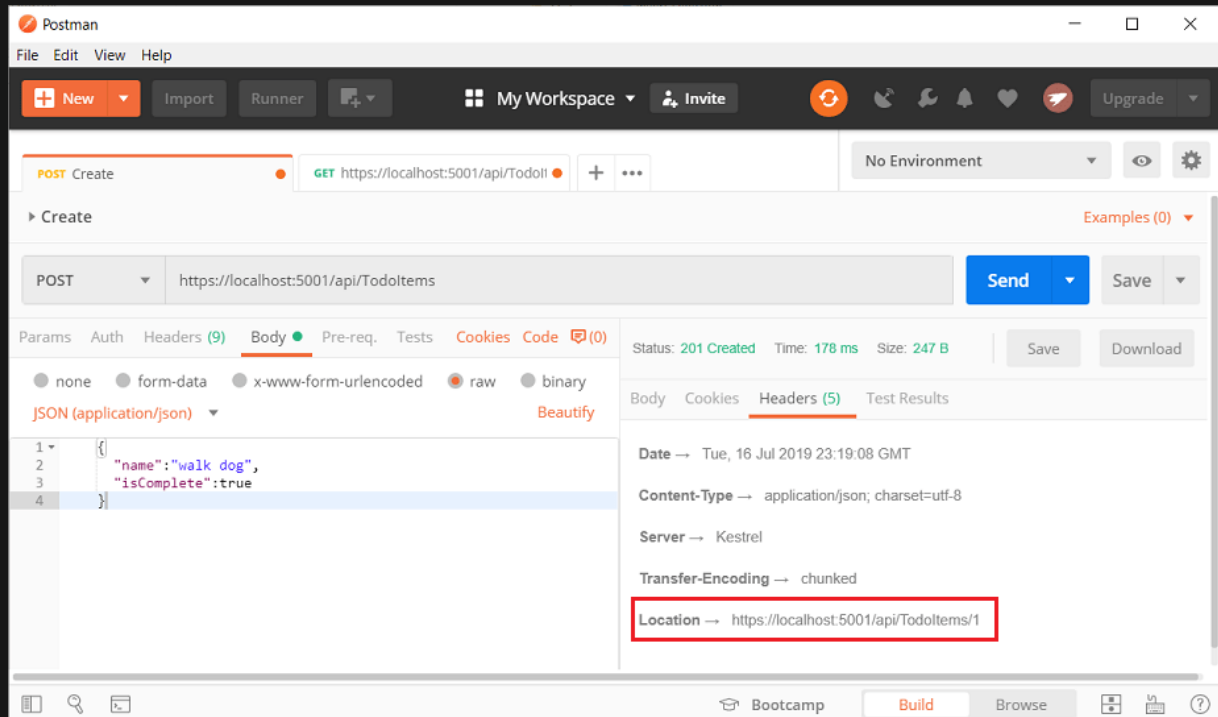 Postman
File Edit View Help
New Import Runner My Workspace Invite Upgrade
POST Create GET https://localhost:5001/api/TodoIt No Environment
Create Examples (0)
POST https://localhost:5001/api/TodoItems Send Save
Params Auth Headers (9) Body Pre-req. Tests Cookies Code (0)
Status: 201 Created Time: 178 ms Size: 247 B Save Download
none form-data x-www-form-urlencoded raw binary
JSON (application/json) Beautify
1 {
2 "name":"walk dog",
3 "isComplete":true
4 }
Body Cookies Headers (5) Test Results
Date → Tue, 16 Jul 2019 23:19:08 GMT
Content-Type → application/json; charset=utf-8
Server → Kestrel
Transfer-Encoding → chunked
Location → https://localhost:5001/api/TodoItems/1
Bootcamp Build Browse